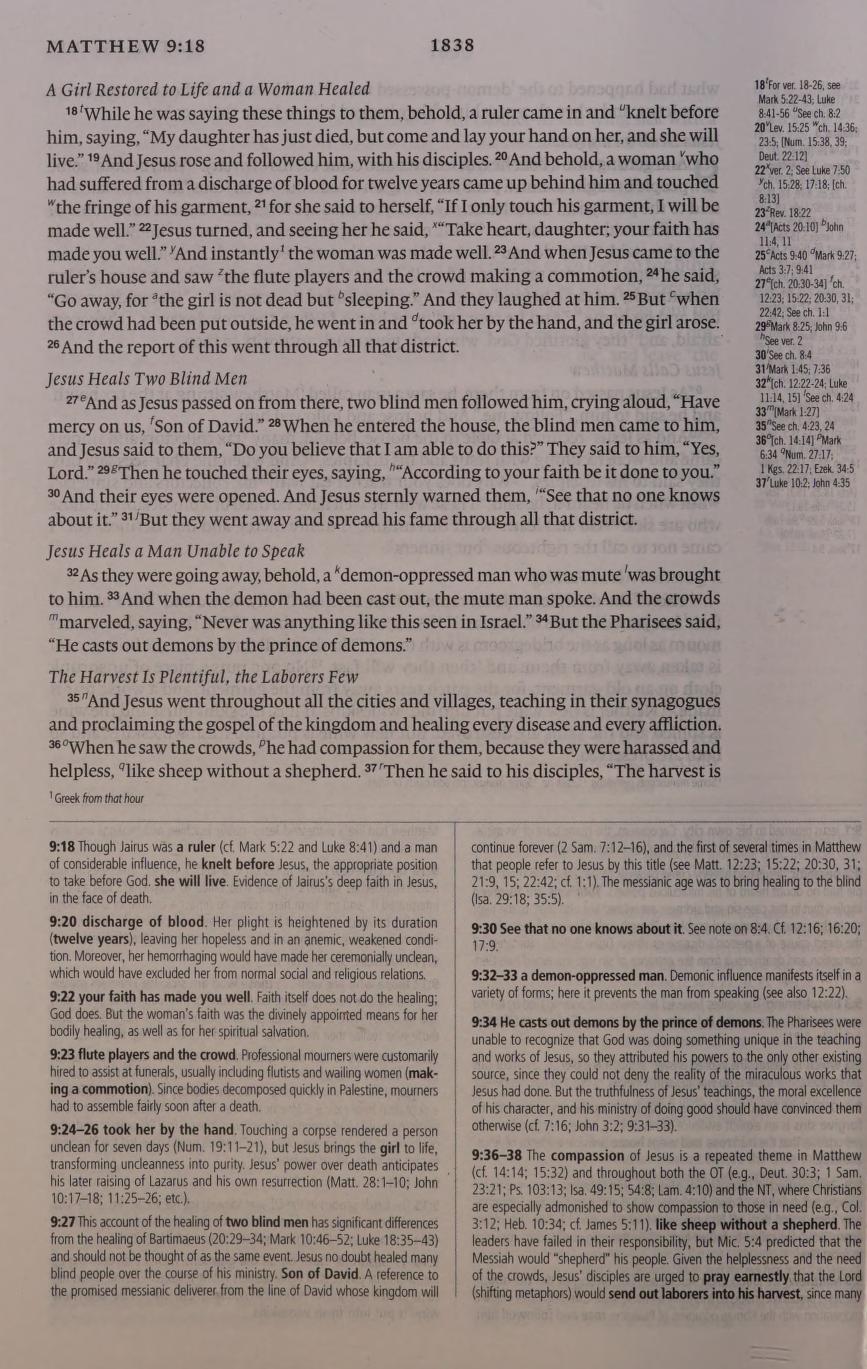 MATTHEW 9:18
1838
A Girl Restored to Life and a Woman Healed
18 tWhile he was saying these things to them, behold, a ruler came in and uknelt before
him, saying, “My daughter has just died, but come and lay your hand on her, and she will
live.” 19 And Jesus rose and followed him, with his disciples. 20 And behold, a woman vwho
had suffered from a discharge of blood for twelve years came up behind him and touched
wthe fringe of his garment, 21 for she said to herself, “If I only touch his garment, I will be
made well.” 22 Jesus turned, and seeing her he said, x“Take heart, daughter; your faith has
made you well.” yAnd instantly1 the woman was made well. 23 And when Jesus came to the
ruler’s house and saw zthe flute players and the crowd making a commotion, 24 he said,
“Go away, for athe girl is not dead but bsleeping.” And they laughed at him. 25 But cwhen
the crowd had been put outside, he went in and dtook her by the hand, and the girl arose.
26 And the report of this went through all that district.
Jesus Heals Two Blind Men
27 eAnd as Jesus passed on from there, two blind men followed him, crying aloud, “Have
mercy on us, fSon of David.” 28 When he entered the house, the blind men came to him,
and Jesus said to them, “Do you believe that I am able to do this?” They said to him, “Yes,
Lord.” 29 gThen he touched their eyes, saying, h“According to your faith be it done to you.”
30 And their eyes were opened. And Jesus sternly warned them, i“See that no one knows
about it.” 31 jBut they went away and spread his fame through all that district.
Jesus Heals a Man Unable to Speak
32 As they were going away, behold, a kdemon-oppressed man who was mute lwas brought
to him. 33 And when the demon had been cast out, the mute man spoke. And the crowds
mmarveled, saying, “Never was anything like this seen in Israel.” 34 But the Pharisees said,
“He casts out demons by the prince of demons.”
The Harvest Is Plentiful, the Laborers Few
35 nAnd Jesus went throughout all the cities and villages, teaching in their synagogues
and proclaiming the gospel of the kingdom and healing every disease and every affliction.
36 oWhen he saw the crowds, phe had compassion for them, because they were harassed and
helpless, qlike sheep without a shepherd. 37 rThen he said to his disciples, “The harvest is
1 Greek from that hour
18 tFor ver. 18-26, see
Mark 5:22-43; Luke
8:41-56 uSee ch. 8:2
20 vLev. 15:25 wch. 14:36;
23:5; [Num. 15:38, 39;
Deut. 22:12]
22 xver. 2; See Luke 7:50
ych. 15:28; 17:18; [ch.
8:13]
23 zRev. 18:22
24 a[Acts 20:10] bJohn
11:4, 11
25 cActs 9:40 dMark 9:27;
Acts 3:7; 9:41
27 e[ch. 20:30-34] fch.
12:23; 15:22; 20:30, 31;
22:42; See ch. 1:1
29 gMark 8:25; John 9:6
hSee ver. 2
30 iSee ch. 8:4
31 jMark 1:45; 7:36
32 k[ch. 12:22-24; Luke
11:14, 15] lSee ch. 4:24
33 m[Mark 1:27]
35 nSee ch. 4:23, 24
36 o[ch. 14:14] pMark
6:34 qNum. 27:17;
1 Kgs. 22:17; Ezek. 34:5
37 rLuke 10:2; John 4:35
9:18 Though Jairus was a ruler (cf. Mark 5:22 and Luke 8:41) and a man
of considerable influence, he knelt before Jesus, the appropriate position
to take before God. she will live. Evidence of Jairus’s deep faith in Jesus,
in the face of death.
9:20 discharge of blood. Her plight is heightened by its duration
(twelve years), leaving her hopeless and in an anemic, weakened condi-
tion. Moreover, her hemorrhaging would have made her ceremonially unclean,
which would have excluded her from normal social and religious relations.
9:22 your faith has made you well. Faith itself does not do the healing;
God does. But the woman’s faith was the divinely appointed means for her
bodily healing, as well as for her spiritual salvation.
9:23 flute players and the crowd. Professional mourners were customarily
hired to assist at funerals, usually including flutists and wailing women (mak-
ing a commotion). Since bodies decomposed quickly in Palestine, mourners
had to assemble fairly soon after a death.
9:24–26 took her by the hand. Touching a corpse rendered a person
unclean for seven days (Num. 19:11–21), but Jesus brings the girl to life,
transforming uncleanness into purity. Jesus’ power over death anticipates
his later raising of Lazarus and his own resurrection (Matt. 28:1–10; John
10:17–18; 11:25–26; etc.).
9:27 This account of the healing of two blind men has significant differences
from the healing of Bartimaeus (20:29–34; Mark 10:46–52; Luke 18:35–43)
and should not be thought of as the same event. Jesus no doubt healed many
blind people over the course of his ministry. Son of David. A reference to
the promised messianic deliverer from the line of David whose kingdom will
continue forever (2 Sam. 7:12–16), and the first of several times in Matthew
that people refer to Jesus by this title (see Matt. 12:23; 15:22; 20:30, 31;
21:9, 15; 22:42; cf. 1:1). The messianic age was to bring healing to the blind
(Isa. 29:18; 35:5).
9:30 See that no one knows about it. See note on 8:4. Cf. 12:16; 16:20;
17:9.
9:32–33 a demon-oppressed man. Demonic influence manifests itself in a
variety of forms; here it prevents the man from speaking (see also 12:22).
9:34 He casts out demons by the prince of demons. The Pharisees were
unable to recognize that God was doing something unique in the teaching
and works of Jesus, so they attributed his powers to the only other existing
source, since they could not deny the reality of the miraculous works that
Jesus had done. But the truthfulness of Jesus’ teachings, the moral excellence
of his character, and his ministry of doing good should have convinced them
otherwise (cf. 7:16; John 3:2; 9:31–33).
9:36–38 The compassion of Jesus is a repeated theme in Matthew
(cf. 14:14; 15:32) and throughout both the OT (e.g., Deut. 30:3; 1 Sam.
23:21; Ps. 103:13; Isa. 49:15; 54:8; Lam. 4:10) and the NT, where Christians
are especially admonished to show compassion to those in need (e.g., Col.
3:12; Heb. 10:34; cf. James 5:11). like sheep without a shepherd. The
leaders have failed in their responsibility, but Mic. 5:4 predicted that the
Messiah would “shepherd” his people. Given the helplessness and the need
of the crowds, Jesus’ disciples are urged to pray earnestly that the Lord
(shifting metaphors) would send out laborers into his harvest, since many